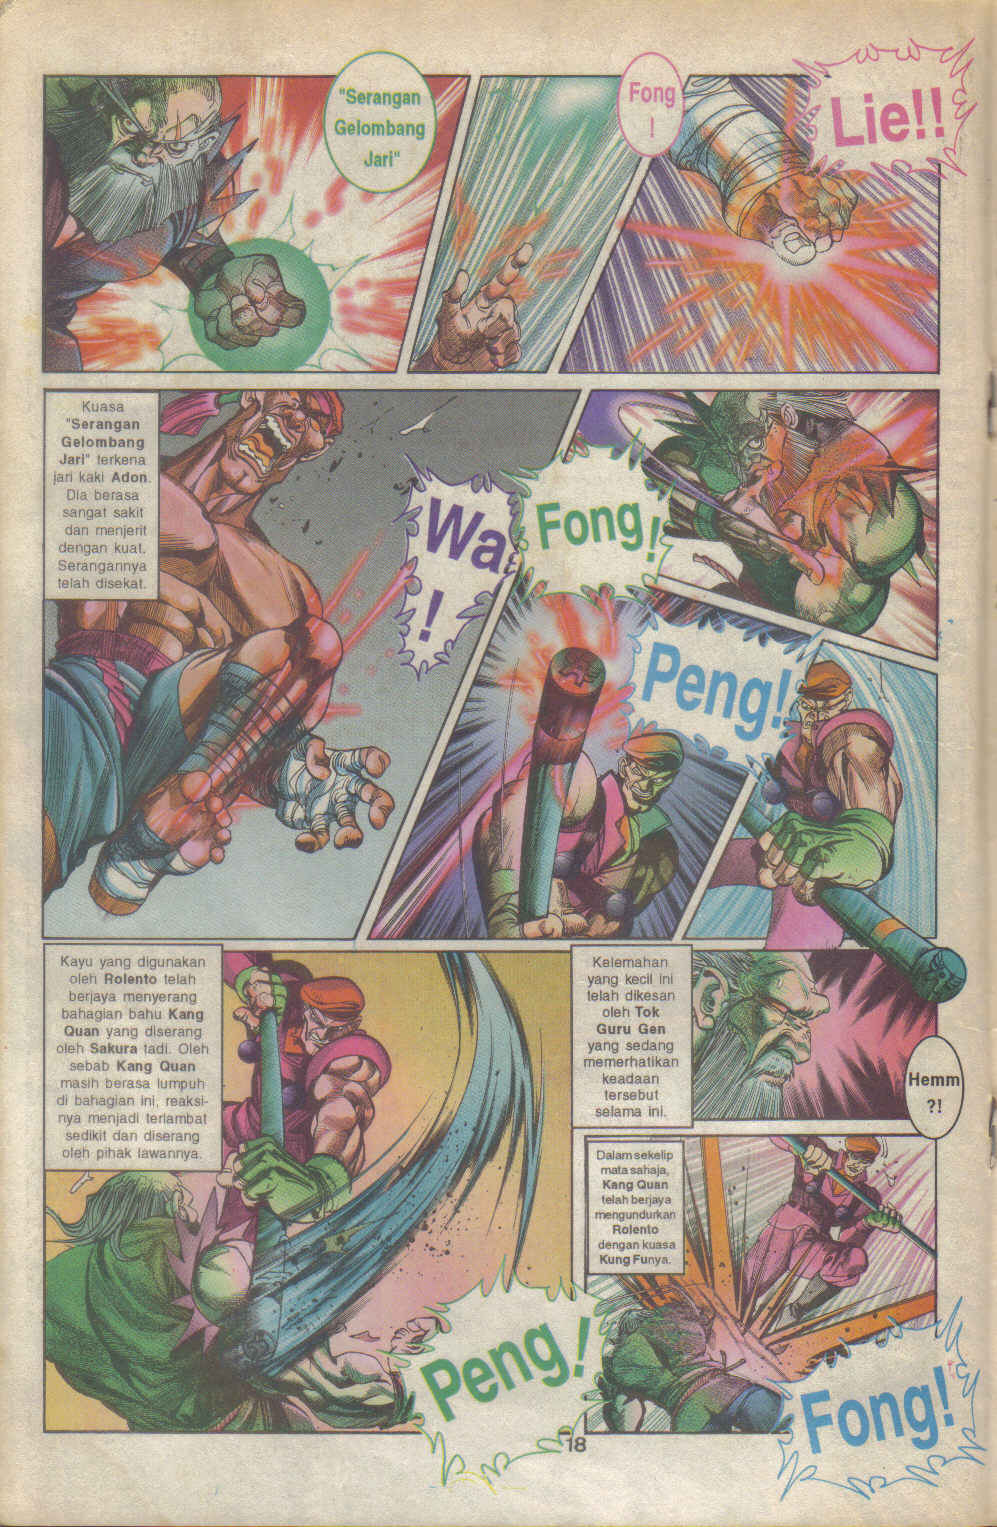 "Serangan
Gelombang
Jari"
Fong
!
Lie!!
Kuasa
"Serangan
Gelombang
Jari" terkena
jari kaki Adon.
Dia berasa
sangat sakit
dan menjerit
dengan kuat.
Serangannya
telah disekat.
Wa
!
Fong!
Peng!
Kayu yang digunakan
oleh Rolento telah
berjaya menyerang
bahagian bahu Kang
Quan yang diserang
oleh Sakura tadi. Oleh
sebab Kang Quan
masih berasa lumpuh
di bahagian ini, reaksi-
nya menjadi terlambat
sedikit dan diserang
oleh pihak lawannya.
Peng!
Kelemahan
yang kecil ini
telah dikesan
oleh Tok
Guru Gen
yang sedang
memerhatikan
keadaan
tersebut
selama ini.
Hemm
?!
Dalam sekelip
mata sahaja,
Kang Quan
telah berjaya
mengundurkan
Rolento
dengan kuasa
Kung Funya.
Fong!
18